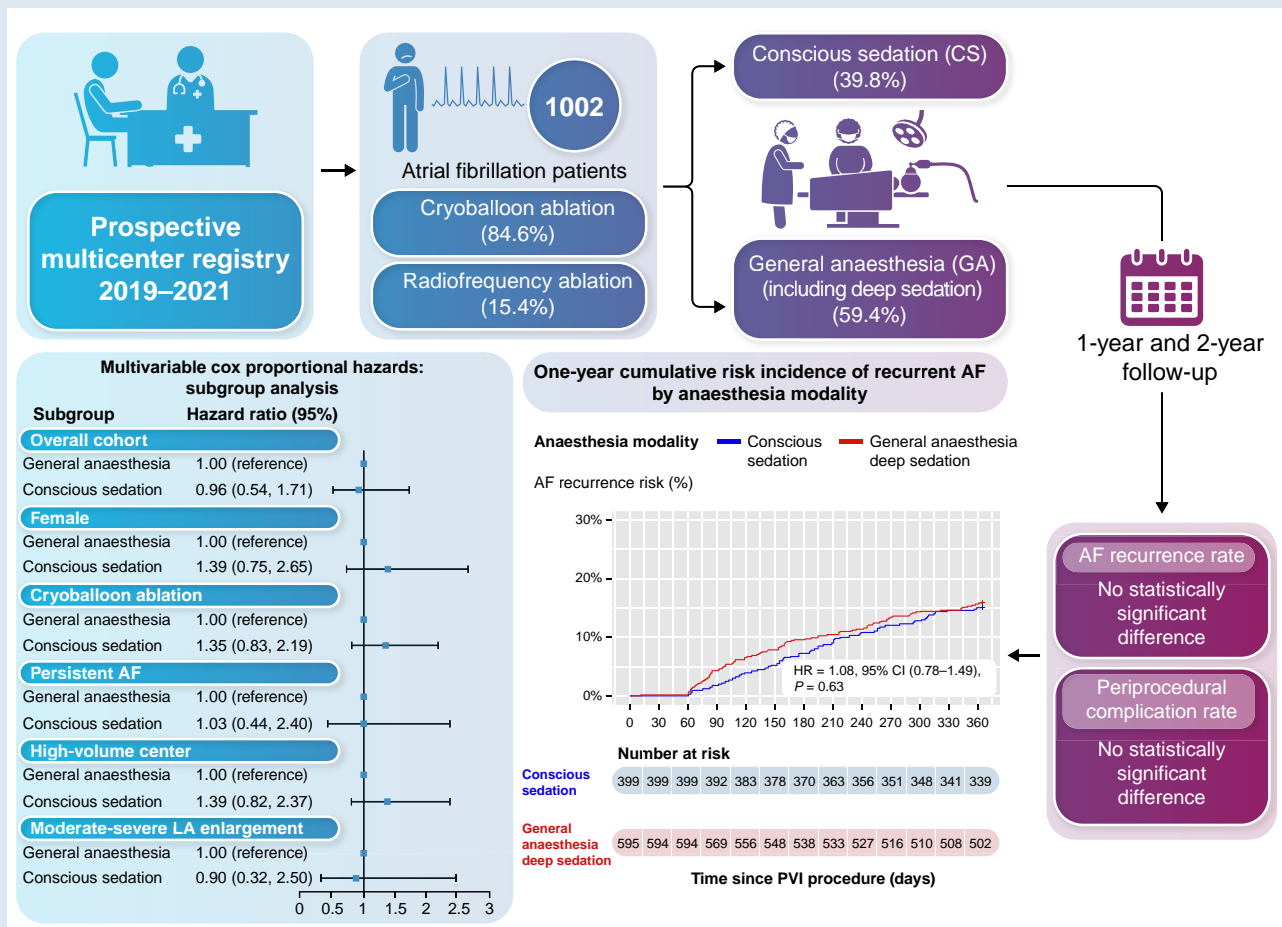 Prospective
multicenter registry
2019–2021
1002
Atrial fibrillation patients
Cryoballoon ablation
(84.6%)
Radiofrequency ablation
(15.4%)
Conscious sedation (CS)
(39.8%)
General anaesthesia (GA)
(including deep sedation)
(59.4%)
1-year and 2-year
follow-up
AF recurrence rate
No statistically
significant
difference
Periprocedural
complication rate
No statistically
significant
difference
Multivariable cox proportional hazards:
subgroup analysis
Subgroup Hazard ratio (95%)
Overall cohort
General anaesthesia 1.00 (reference)
Conscious sedation 0.96 (0.54, 1.71)
Female
General anaesthesia 1.00 (reference)
Conscious sedation 1.39 (0.75, 2.65)
Cryoballoon ablation
General anaesthesia 1.00 (reference)
Conscious sedation 1.35 (0.83, 2.19)
Persistent AF
General anaesthesia 1.00 (reference)
Conscious sedation 1.03 (0.44, 2.40)
High-volume center
General anaesthesia 1.00 (reference)
Conscious sedation 1.39 (0.82, 2.37)
Moderate-severe LA enlargement
General anaesthesia 1.00 (reference)
Conscious sedation 0.90 (0.32, 2.50)
0 0.5 1 1.5 2 2.5 3
One-year cumulative risk incidence of recurrent AF
by anaesthesia modality
Anaesthesia modality
Conscious
sedation
General anaesthesia
deep sedation
AF recurrence risk (%)
30%
20%
10%
0%
HR = 1.08, 95% CI (0.78–1.49),
P = 0.63
0 30 60 90 120 150 180 210 240 270 300 330 360
Number at risk
Conscious
sedation
399 399 399 392 383 378 370 363 356 351 348 341 339
General
anaesthesia
deep sedation
595 594 594 569 556 548 538 533 527 516 510 508 502
Time since PVI procedure (days)